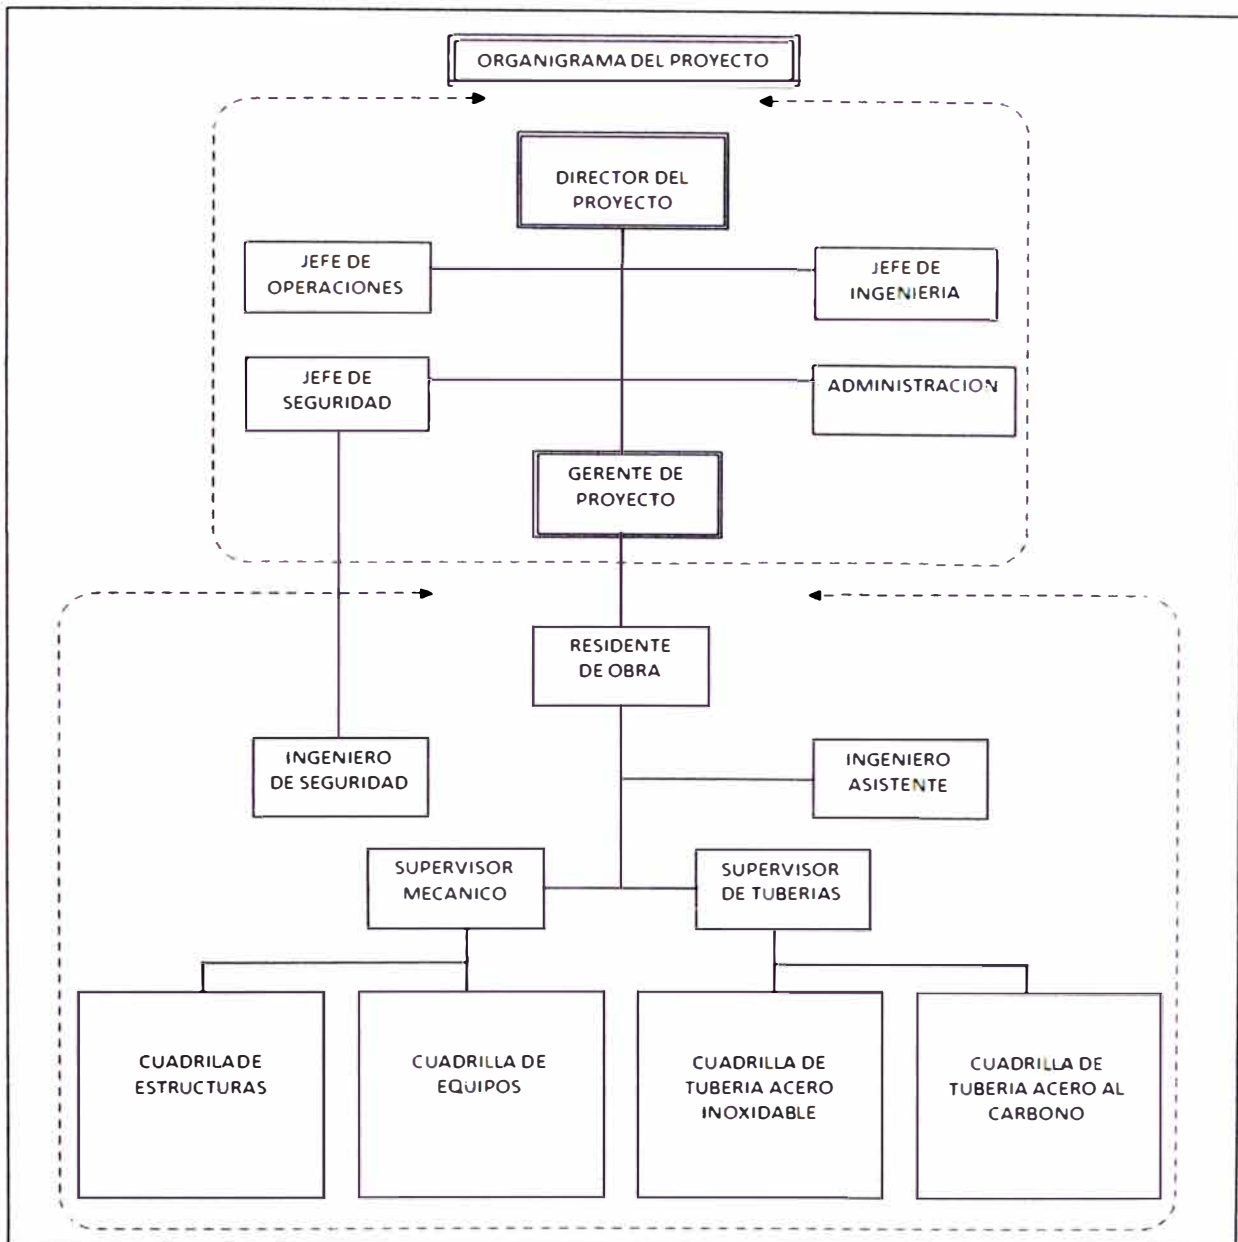 ORGANIGRAMA DEL PROYECTO
DIRECTOR DEL
PROYECTO
JEFE DE
OPERACIONES
JEFE DE
INGENIERIA
JEFE DE
SEGURIDAD
ADMINISTRACION
GERENTE DE
PROYECTO
RESIDENTE
DE OBRA
INGENIERO
DE SEGURIDAD
INGENIERO
ASISTENTE
SUPERVISOR
MECANICO
SUPERVISOR
DE TUBERIAS
CUADRILA DE
ESTRUCTURAS
CUADRILLA DE
EQUIPOS
CUADRILLA DE
TUBERIA ACERO
INOXIDABLE
CUADRILLA DE
TUBERIA ACERO AL
CARBONO